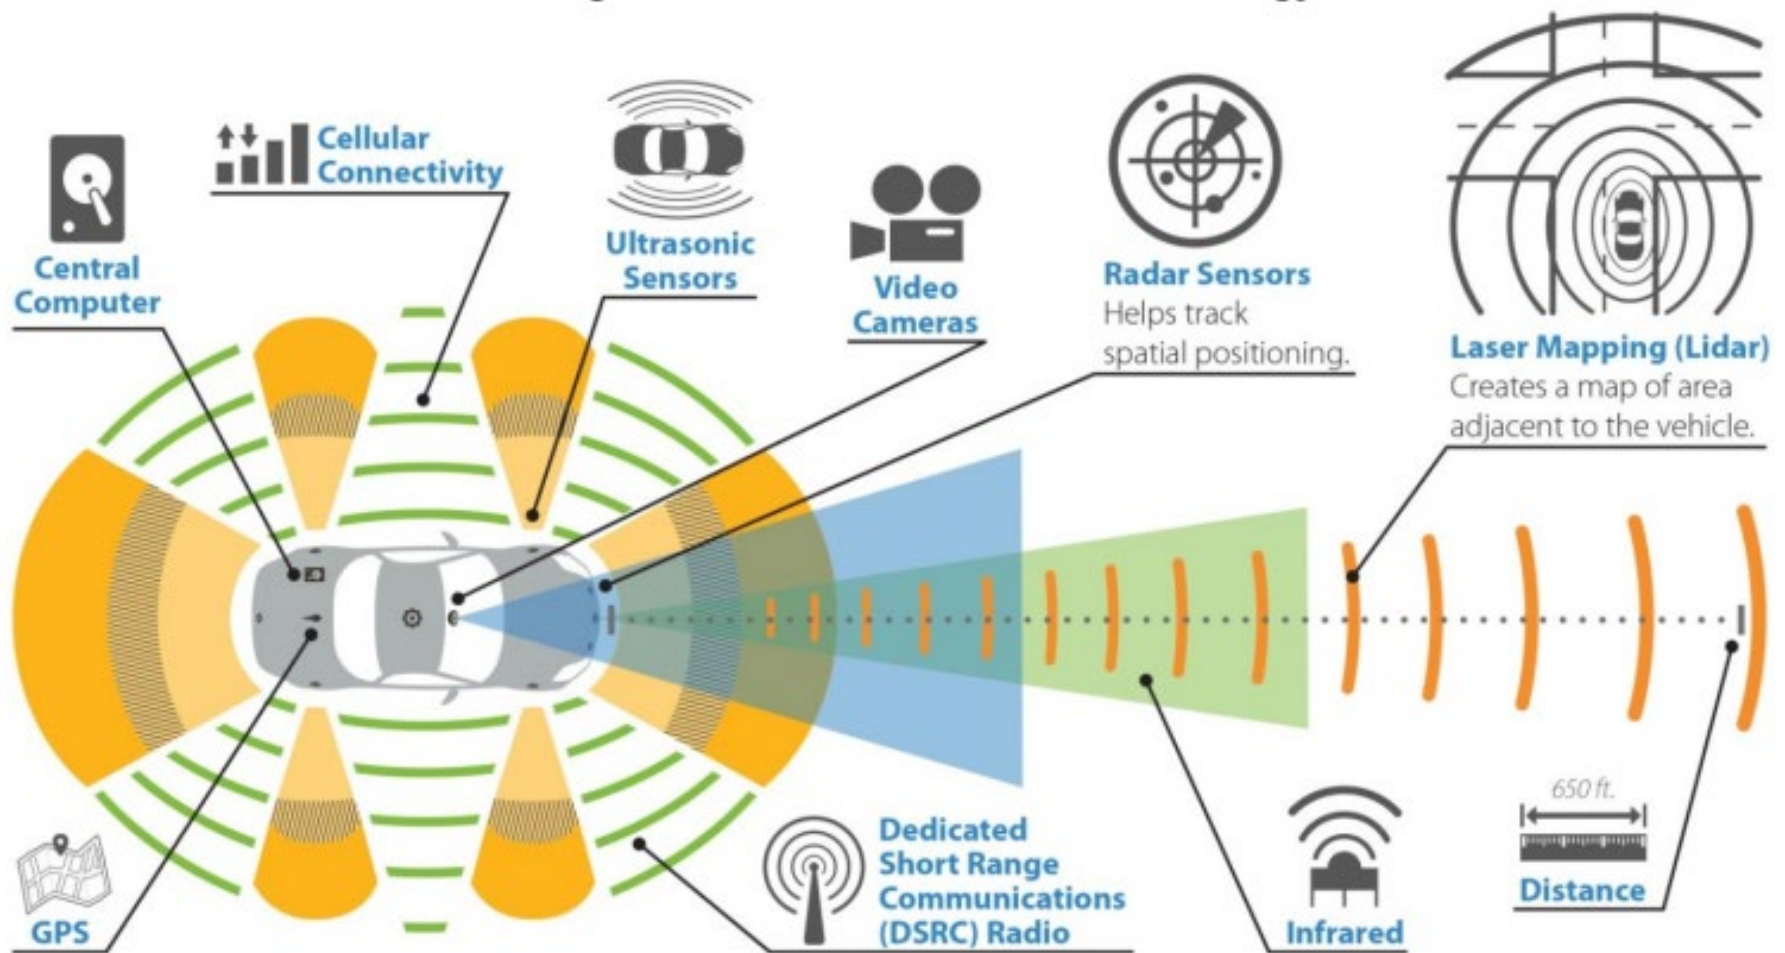 Cellular
Connectivity
Central
Computer
Ultrasonic
Sensors
Video
Cameras
Radar Sensors
Helps track
spatial positioning.
Laser Mapping (Lidar)
Creates a map of area
adjacent to the vehicle.
GPS
Dedicated
Short Range
Communications
(DSRC) Radio
Infrared
650 ft.
Distance